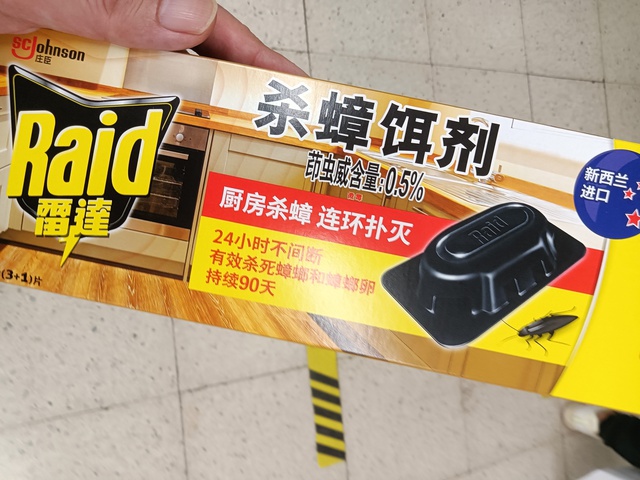 SC Johnson
庄臣
Raid
雷達
(3+1)片
杀蟑饵剂
茚虫威含量:0.5%
厨房杀蟑 连环扑灭
24小时不间断
有效杀死蟑螂和蟑螂卵
持续90天
Raid
新西兰
进口